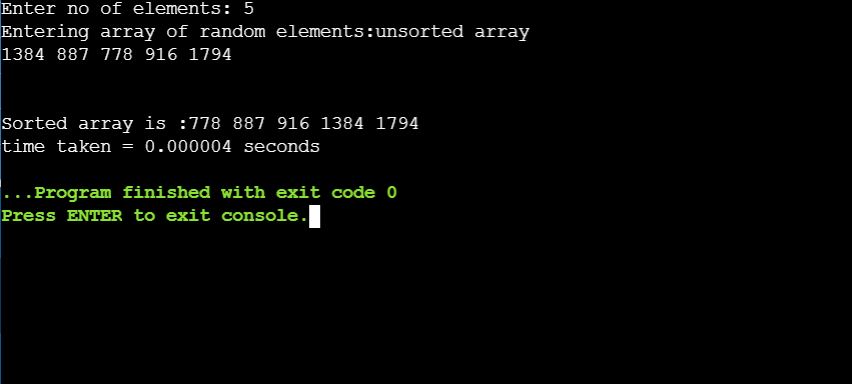 Enter no of elements: 5
Entering array of random elements:unsorted array
1384 887 778 916 1794
Sorted array is :778 887 916 1384 1794
time taken = 0.000004 seconds
...Program finished with exit code 0
Press ENTER to exit console.